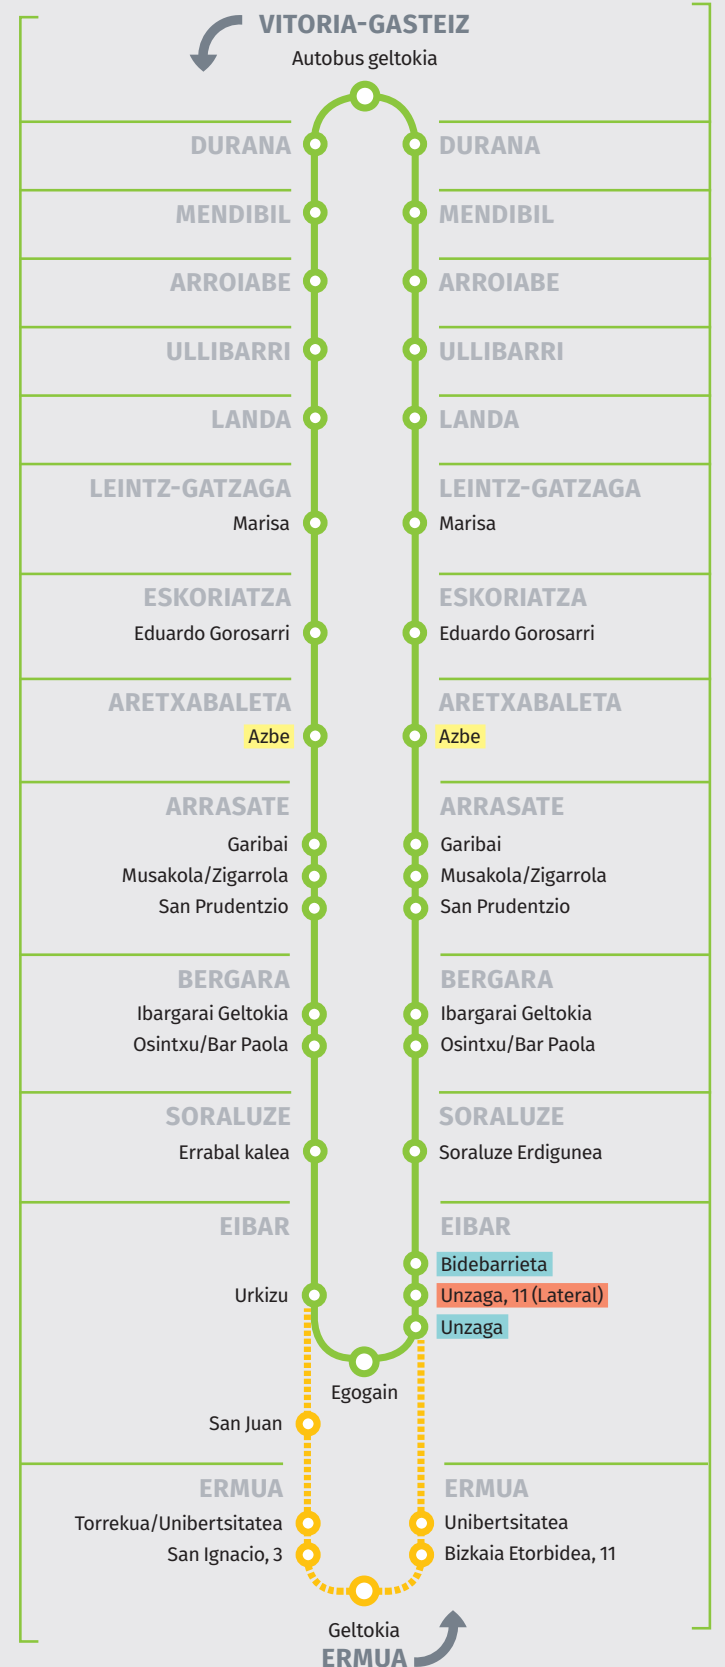 VITORIA-GASTEIZ
Autobus geltokia
DURANA
DURANA
MENDIBIL
MENDIBIL
ARROIABE
ARROIABE
ULLIBARRI
ULLIBARRI
LANDA
LANDA
LEINTZ-GATZAGA
LEINTZ-GATZAGA
Marisa
Marisa
ESKORIATZA
ESKORIATZA
Eduardo Gorosarri
Eduardo Gorosarri
ARETXABALETA
ARETXABALETA
Azbe
Azbe
ARRASATE
ARRASATE
Garibai
Garibai
Musakola/Zigarrola
Musakola/Zigarrola
San Prudentzio
San Prudentzio
BERGARA
BERGARA
Ibargarai Geltokia
Ibargarai Geltokia
Osintxu/Bar Paola
Osintxu/Bar Paola
SORALUZE
SORALUZE
Errabal kalea
Soraluze Erdigunea
EIBAR
EIBAR
Bidebarrieta
Urkizu
Unzaga, 11 (Lateral)
Unzaga
Egogain
San Juan
ERMUA
ERMUA
Torrekua/Unibertsitatea
Unibertsitatea
San Ignacio, 3
Bizkaia Etorbidea, 11
Geltokia
ERMUA